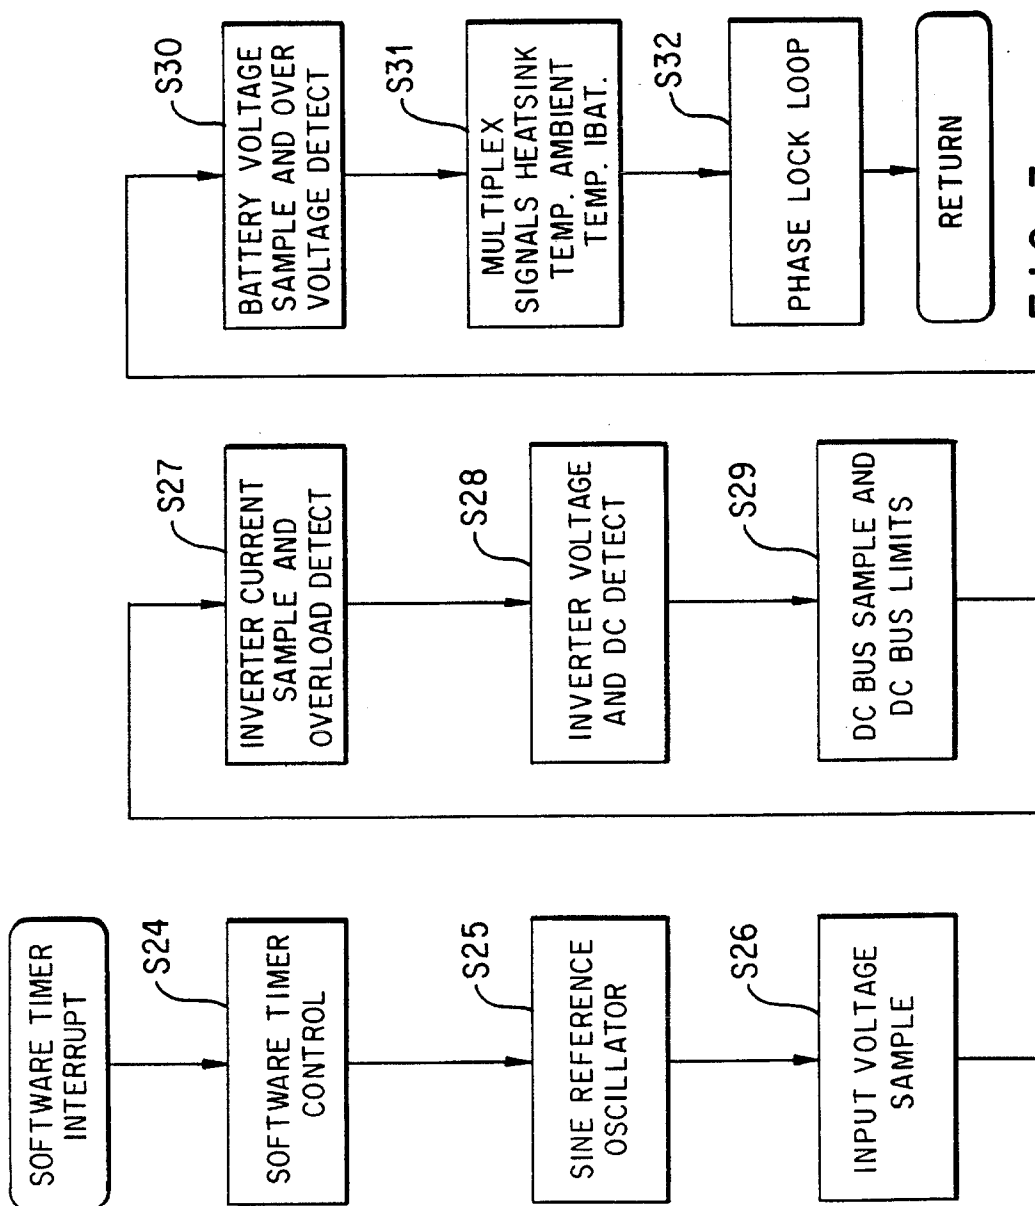 SOFTWARE TIMER
INTERRUPT
S24
SOFTWARE TIMER
CONTROL
S25
SINE REFERENCE
OSCILLATOR
S26
INPUT VOLTAGE
SAMPLE
S27
INVERTER CURRENT
SAMPLE AND
OVERLOAD DETECT
S28
INVERTER VOLTAGE
AND DC DETECT
S29
DC BUS SAMPLE AND
DC BUS LIMITS
S30
BATTERY VOLTAGE
SAMPLE AND OVER
VOLTAGE DETECT
S31
MULTIPLEX
SIGNALS HEATSINK
TEMP. AMBIENT
TEMP. IBAT.
S32
PHASE LOCK LOOP
RETURN